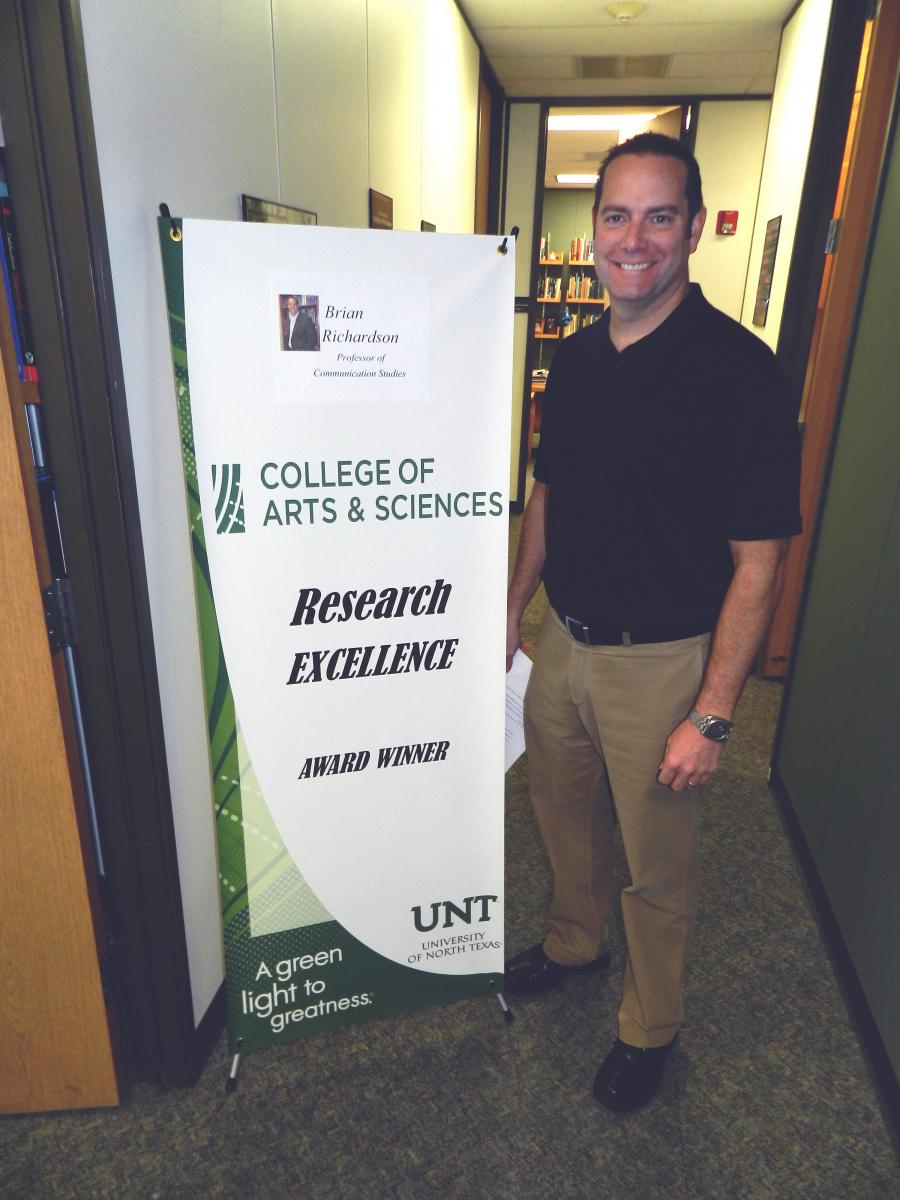 Brian
Richardson
Professor of
Communication Studies
COLLEGE OF
ARTS & SCIENCES
Research
EXCELLENCE
AWARD WINNER
UNT
UNIVERSITY
OF NORTH TEXAS
A green
light to
greatness.